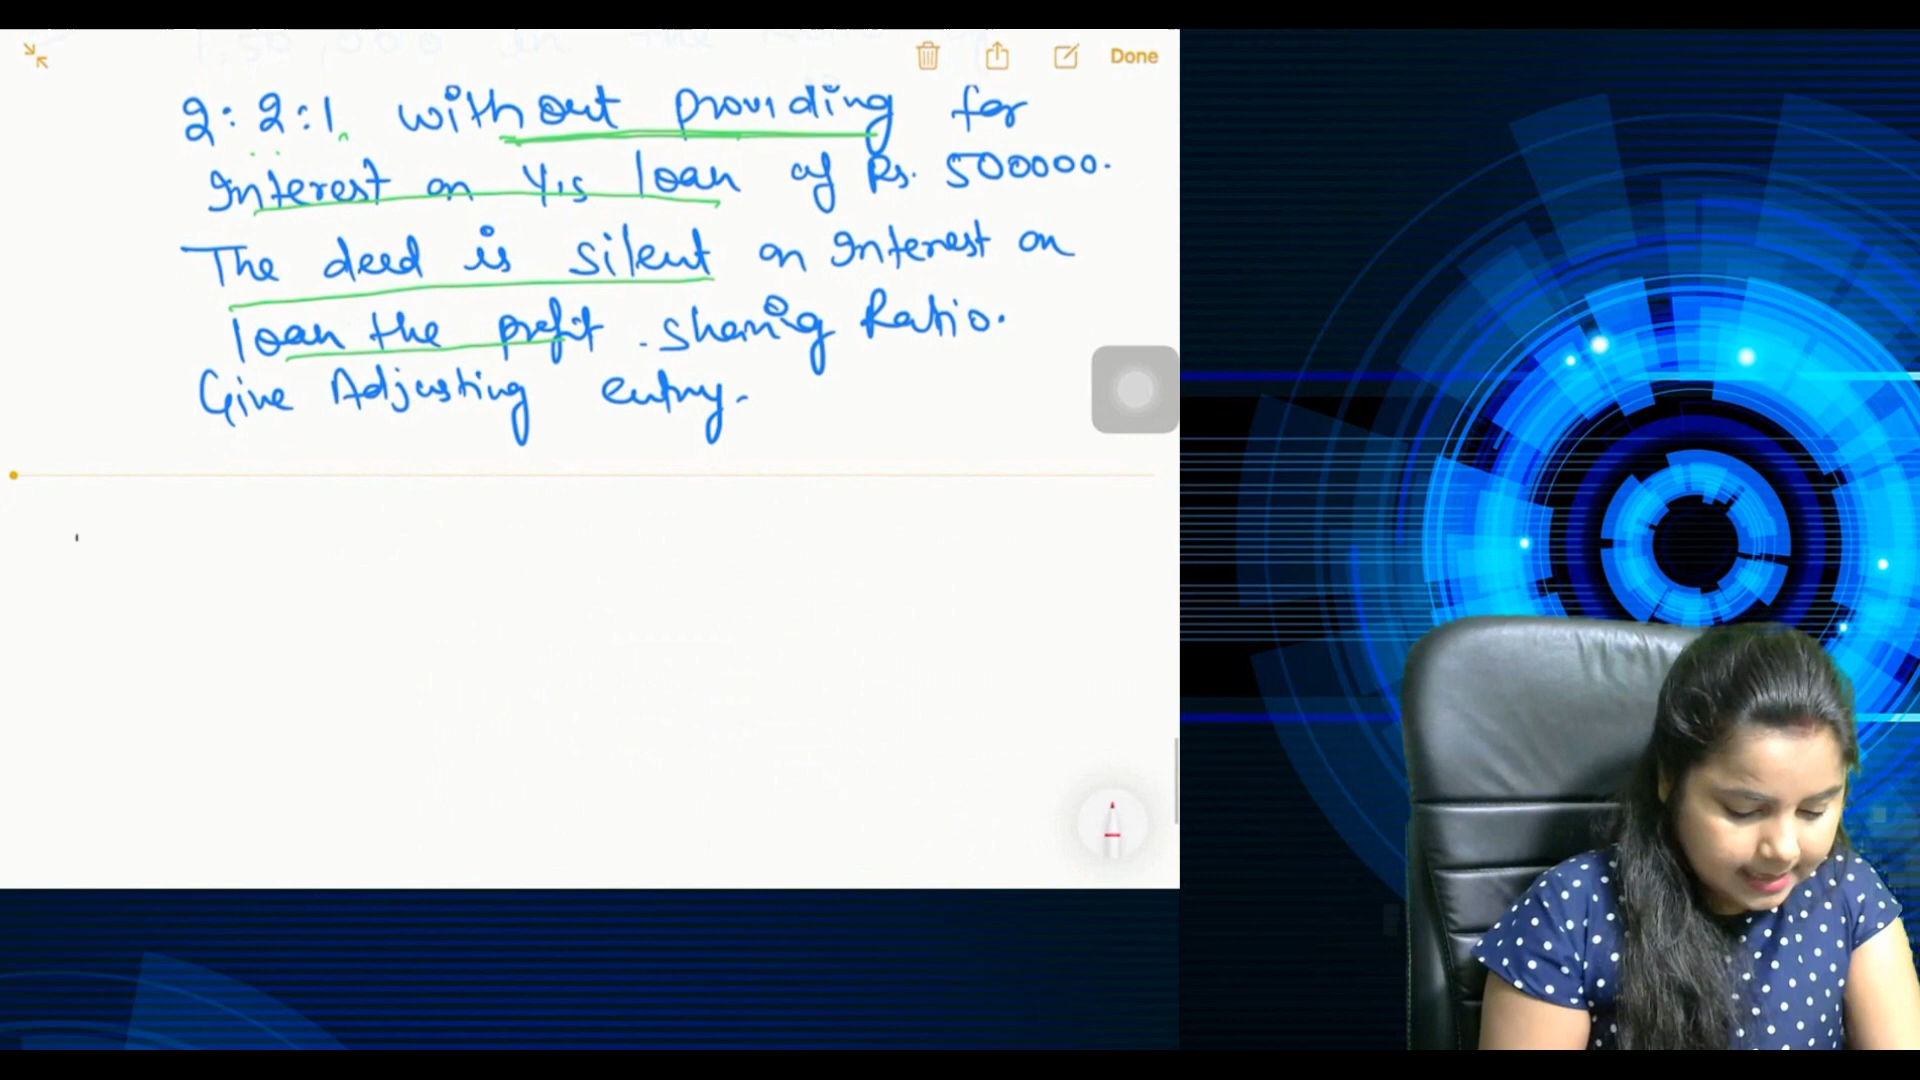 Done
2:2:1. without providing for
Interest on Y's loan of Rs. 500000.
The deed is silent on Interest on
loan the profit. sharing Ratio.
Give Adjusting entry.